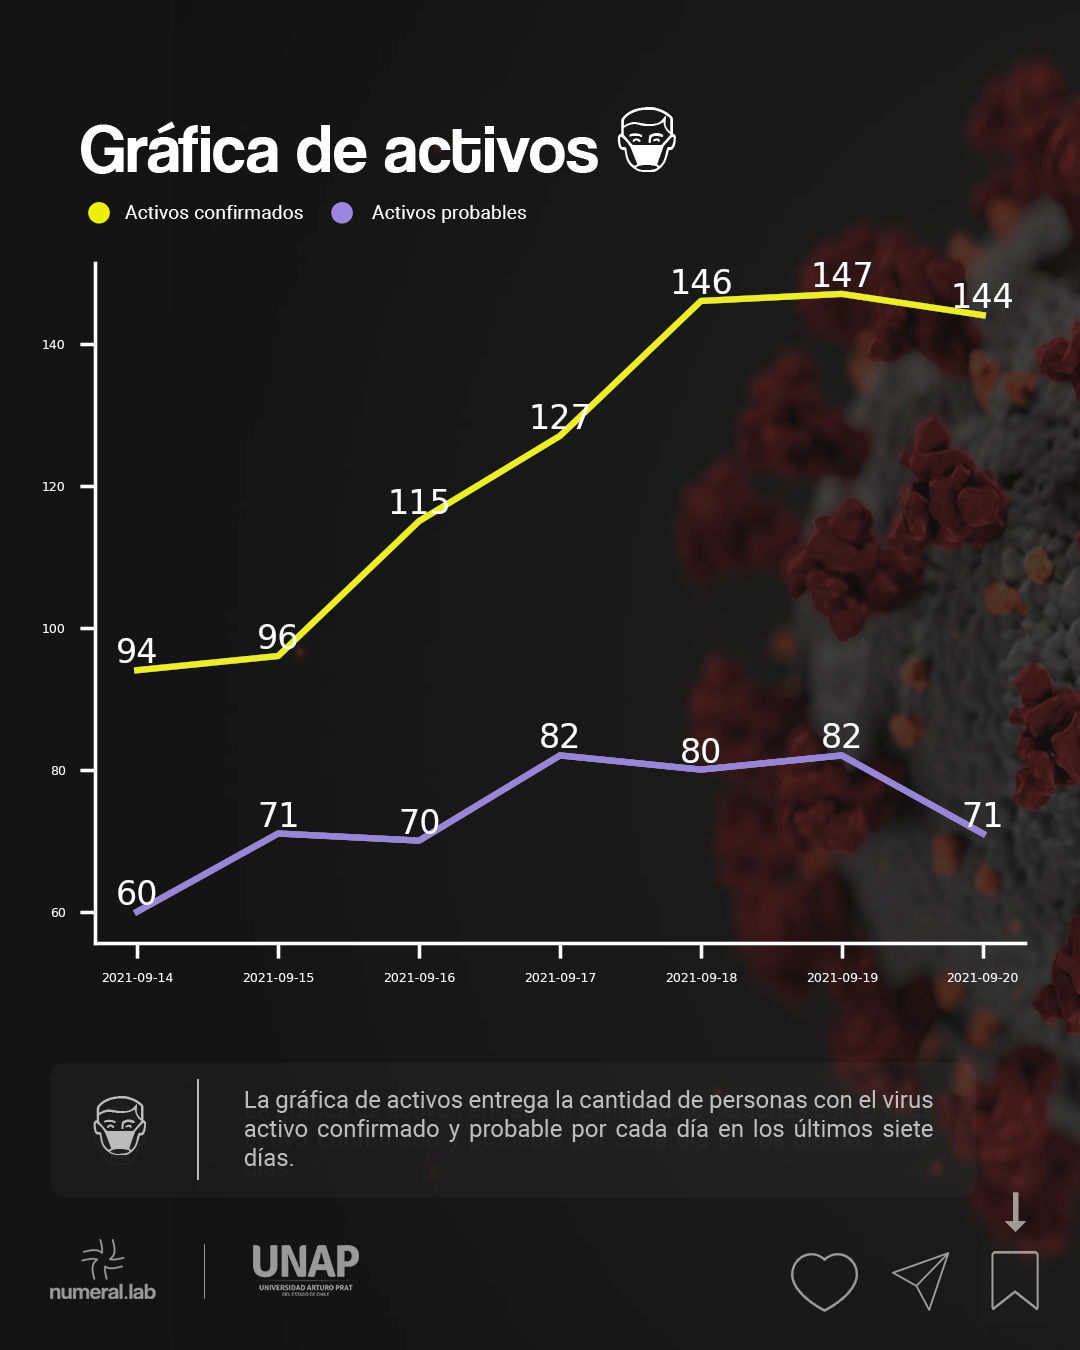 Gráfica de activos
Activos confirmados Activos probables
146 147 144
140
127
120
115
100
94 96
82 80 82
80
71 70 71
60
60
2021-09-14 2021-09-15 2021-09-16 2021-09-17 2021-09-18 2021-09-19 2021-09-20
La gráfica de activos entrega la cantidad de personas con el virus
activo confirmado y probable por cada día en los últimos siete
días.
numeral.lab
UNAP
UNIVERSIDAD ARTURO PRAT
DEL ESTADO DE CHILE